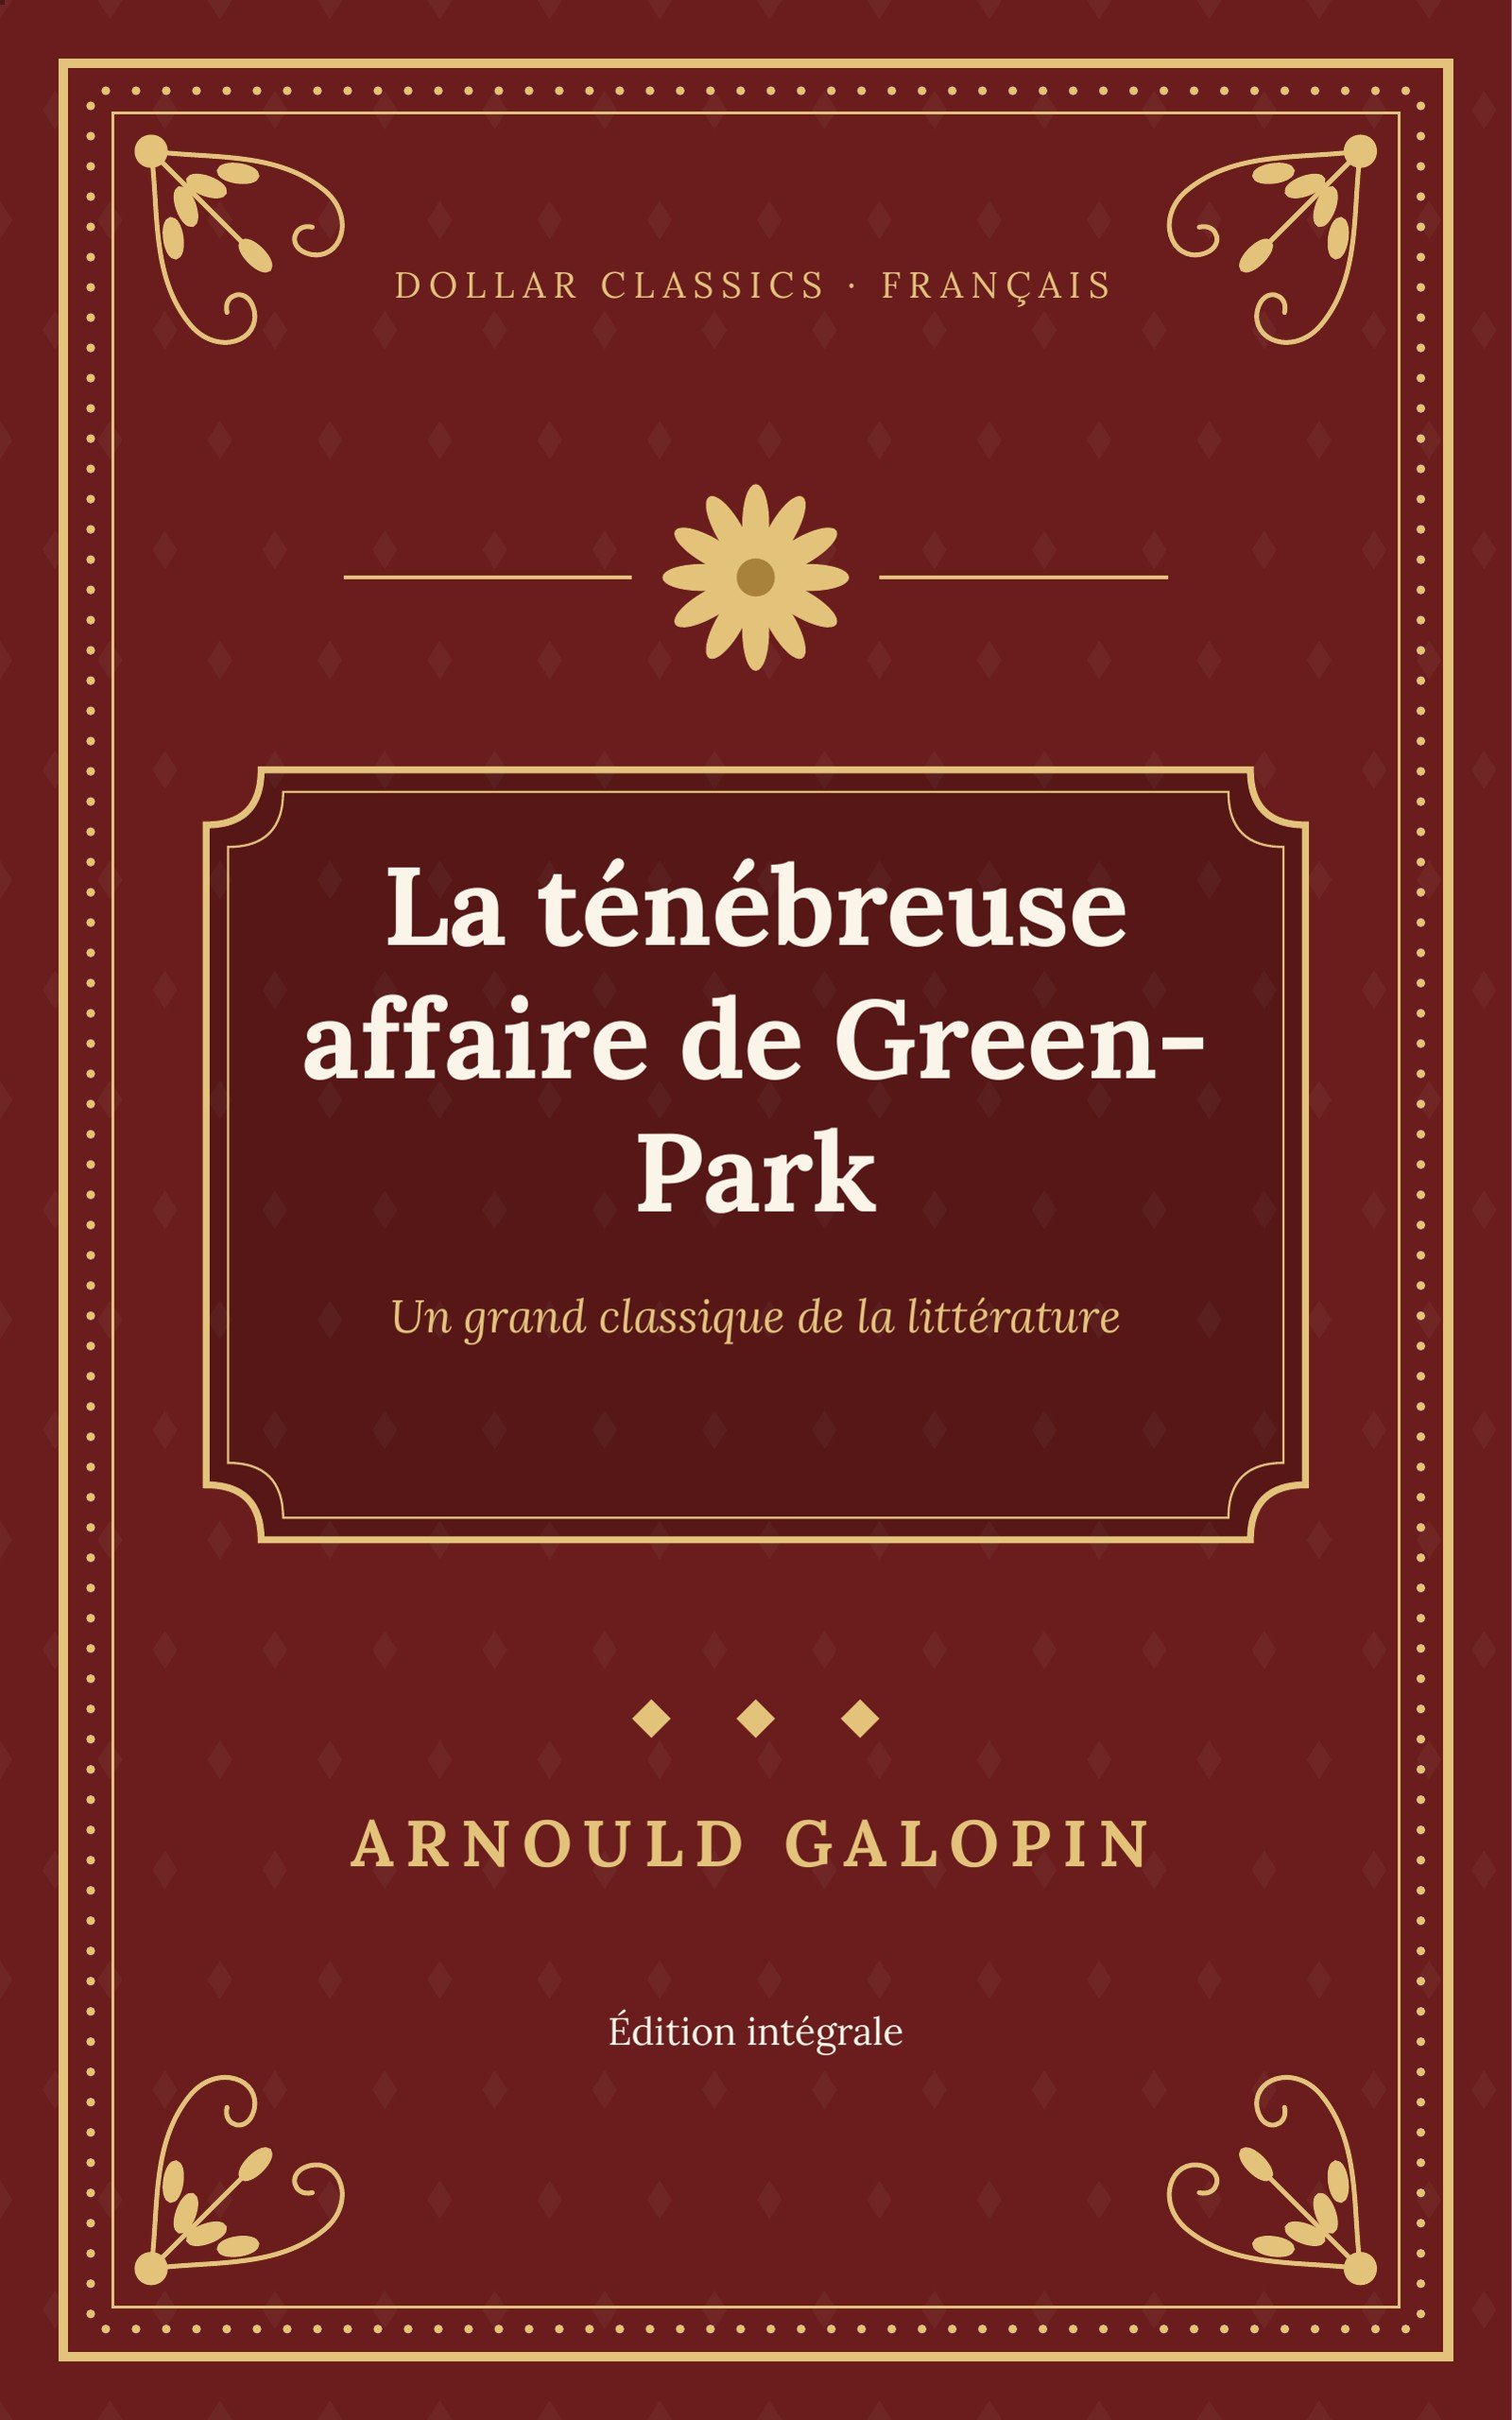 DOLLAR CLASSICS · FRANÇAIS
La ténébreuse
affaire de Green-
Park
Un grand classique de la littérature
ARNOULD GALOPIN
Édition intégrale